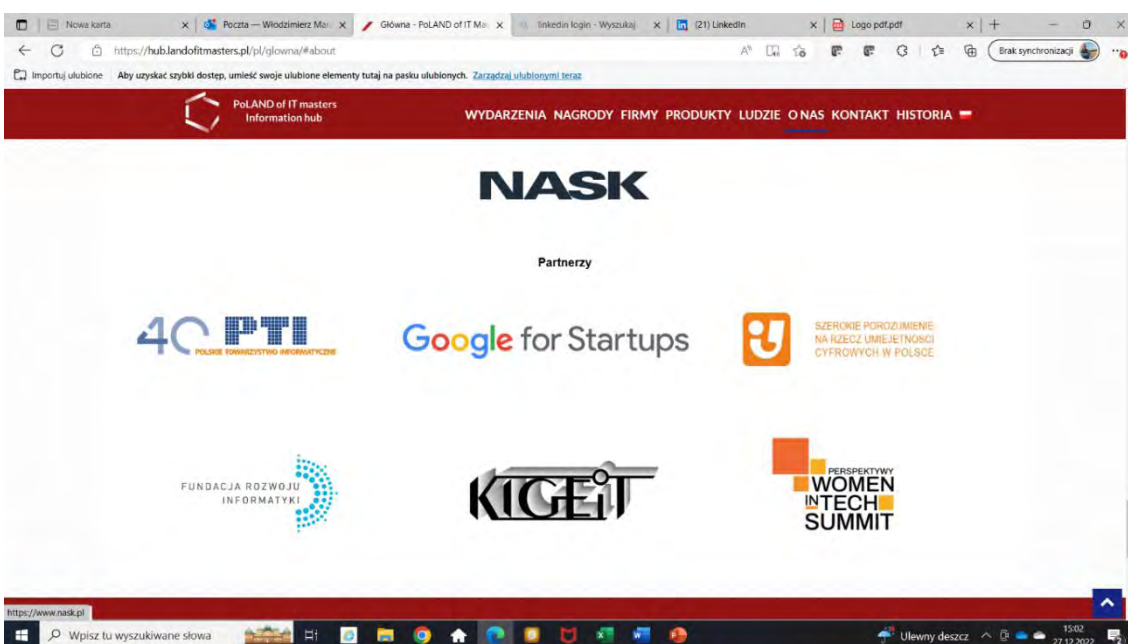 Nowa karta
Poczta — Włodzimierz Mar
Główna - PoLAND of IT Ma
linkedin login - Wyszukaj
(21) LinkedIn
Logo pdf.pdf
https://hub.landofitmasters.pl/pl/glowna/#about
Brak synchronizacji
Importuj ulubione Aby uzyskać szybki dostęp, umieść swoje ulubione elementy tutaj na pasku ulubionych. Zarządzaj ulubionymi teraz
PoLAND of IT masters
Information hub
WYDARZENIA NAGRODY FIRMY PRODUKTY LUDZIE O NAS KONTAKT HISTORIA
NASK
Partnerzy
40 PTI
POLSKIE TOWARZYSTWO INFORMATYCZNE
Google for Startups
SZEROKIE POROZUMIENIE
NA RZECZ UMIEJĘTNOŚCI
CYFROWYCH W POLSCE
FUNDACJA ROZWOJU
INFORMATYKI
KIGEiT
PERSPEKTYWY
WOMEN
IN TECH
SUMMIT
https://www.nask.pl
Wpisz tu wyszukiwane słowa
Ulewny deszcz
15:02
27.12.2022